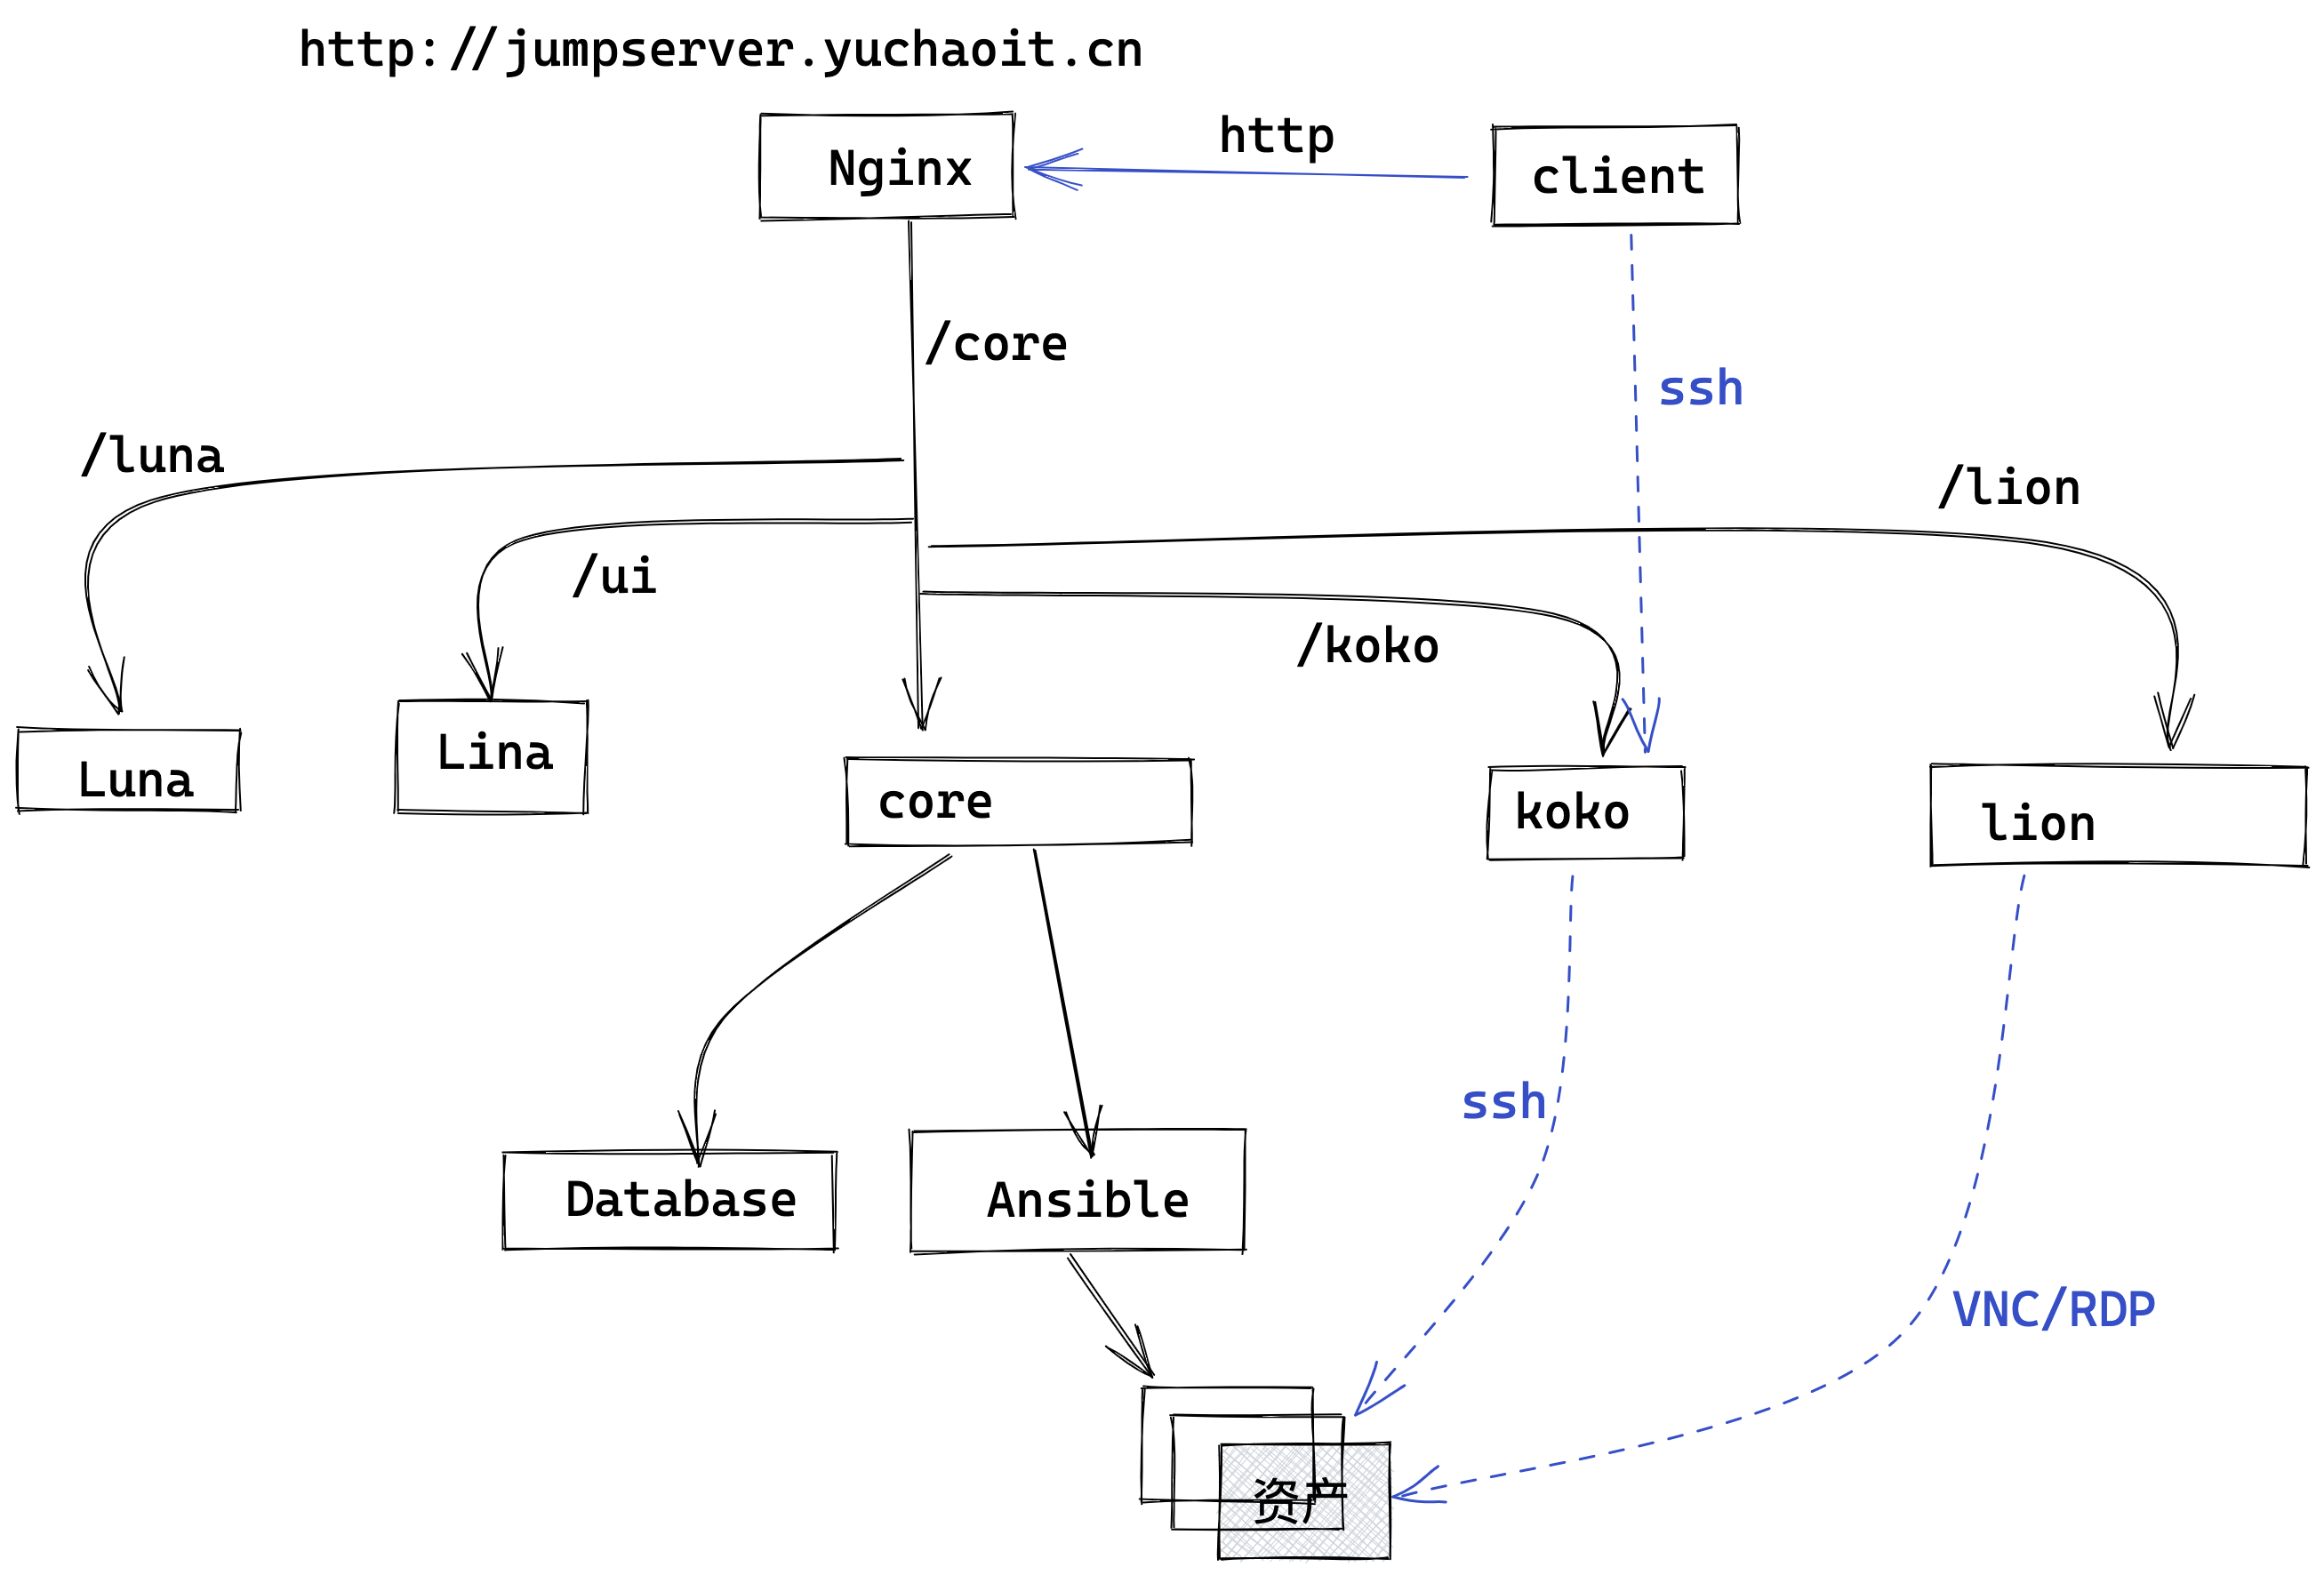 http://jumpserver.yuchaoit.cn
Nginx
http
client
/core
ssh
/luna
/lion
/ui
/koko
Luna
Lina
core
koko
lion
ssh
Database
Ansible
VNC/RDP
资产